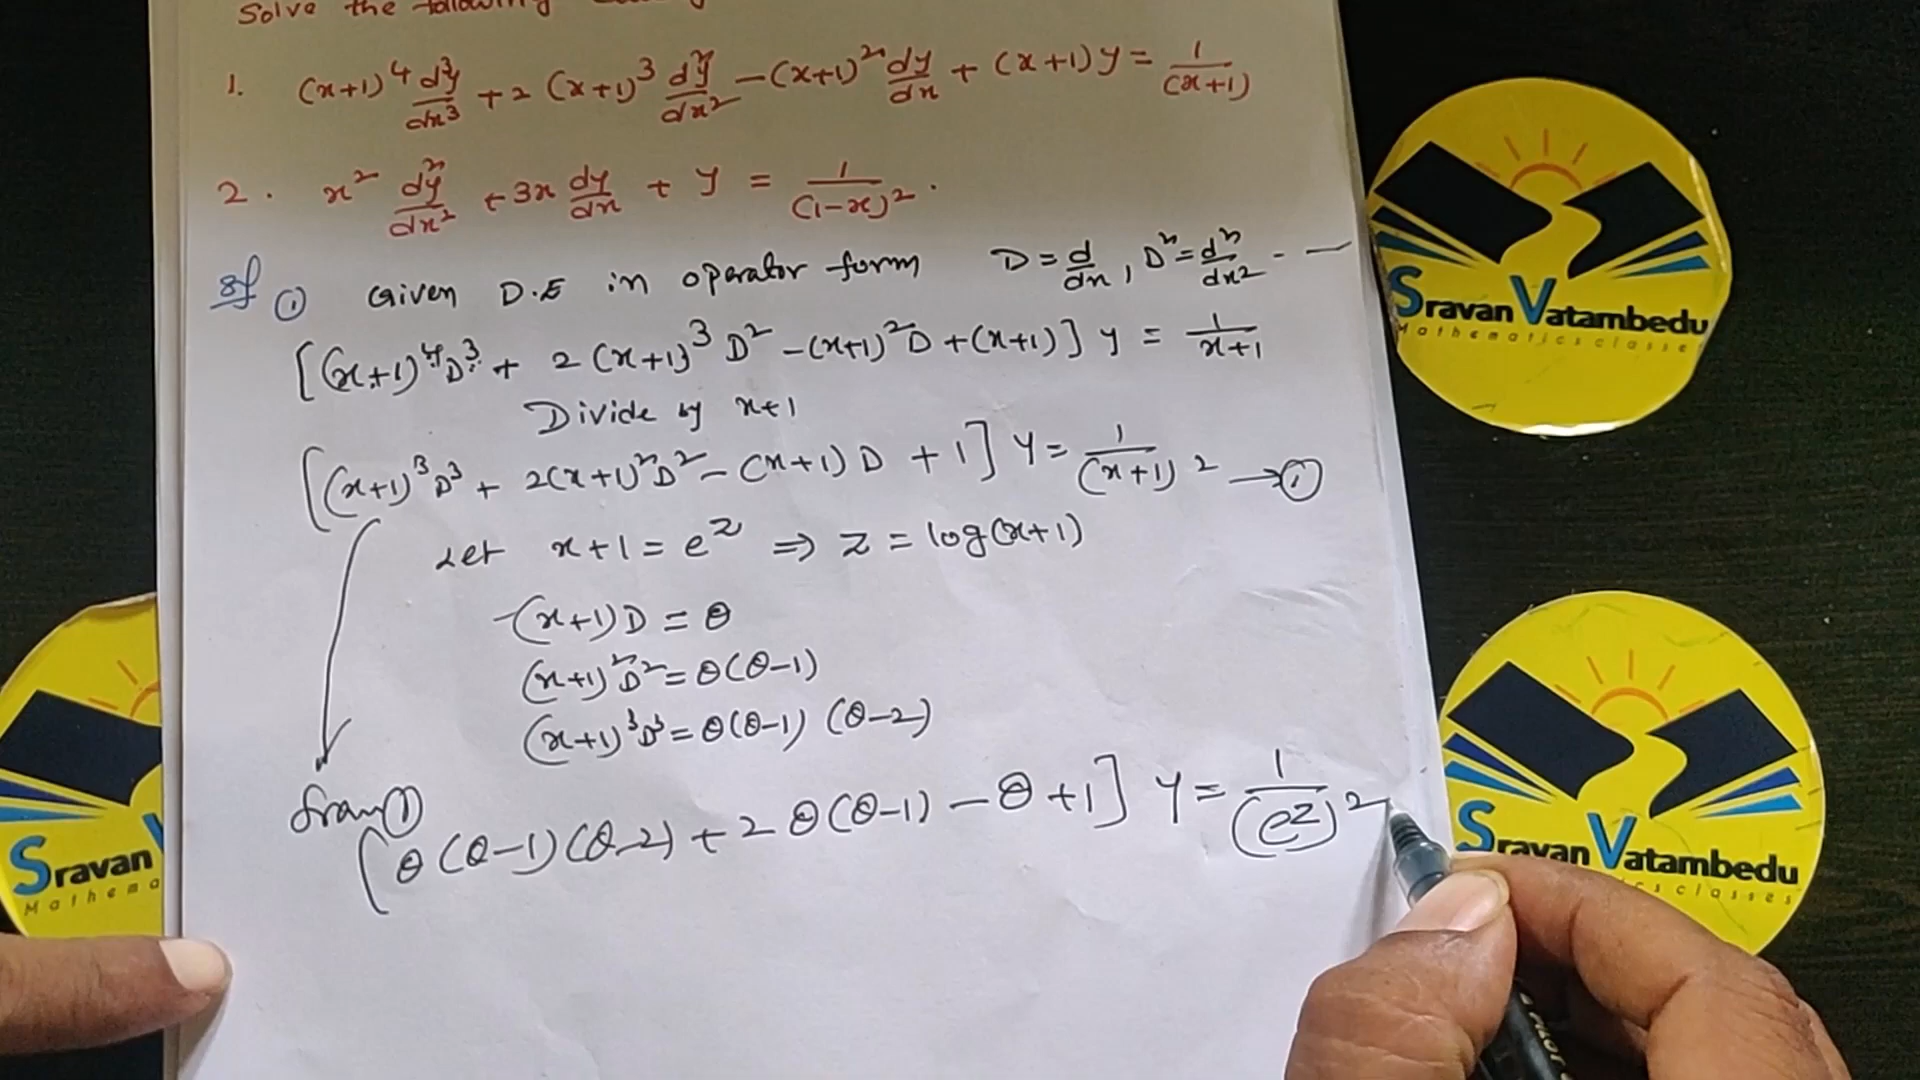 Solve the following
1. (x+1)⁴ d³y/dx³ + 2 (x+1)³ d²y/dx² - (x+1)² dy/dx + (x+1) y = 1/(x+1)
2. x² d²y/dx² + 3x dy/dx + y = 1/(1-x)².
Sol ① Given D.E in operator form D = d/dx, D² = d²/dx² - -
[(x+1)⁴D³ + 2 (x+1)³ D² - (x+1)² D + (x+1)] y = 1/x+1
Divide by x+1
[(x+1)³D³ + 2(x+1)²D² - (x+1) D + 1] y = 1/(x+1)² → ①
Let x+1 = e^z ⇒ z = log(x+1)
(x+1) D = θ
(x+1)²D² = θ(θ-1)
(x+1)³D³ = θ(θ-1) (θ-2)
from ①
[θ(θ-1)(θ-2) + 2 θ(θ-1) - θ + 1] y = 1/(e^z)²
Sravan Vatambedu
Mathematics classes
Sravan Vatambedu
cs classes
Sravan
Mathema